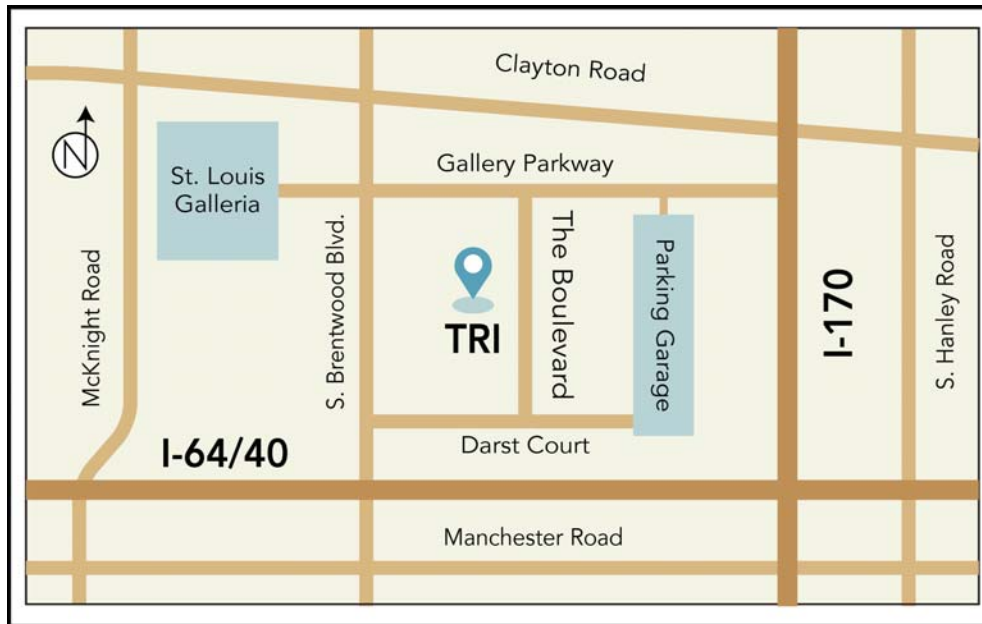 Clayton Road
N
St. Louis
Galleria
Gallery Parkway
McKnight Road
S. Brentwood Blvd.
TRI
The Boulevard
Parking Garage
I-170
S. Hanley Road
Darst Court
I-64/40
Manchester Road